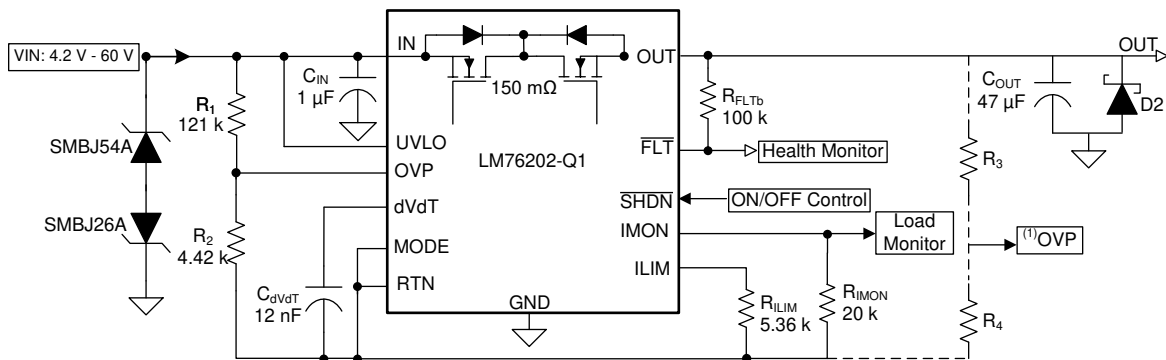 VIN: 4.2 V - 60 V
IN
OUT
OUT
CIN
1 µF
150 mΩ
R1
121 k
RFLTb
100 k
COUT
47 µF
D2
SMBJ54A
UVLO
LM76202-Q1
FLT
Health Monitor
R3
OVP
SHDN
ON/OFF Control
SMBJ26A
R2
4.42 k
dVdT
IMON
Load
Monitor
(1)OVP
MODE
ILIM
CdVdT
12 nF
RTN
GND
RILIM
5.36 k
RIMON
20 k
R4